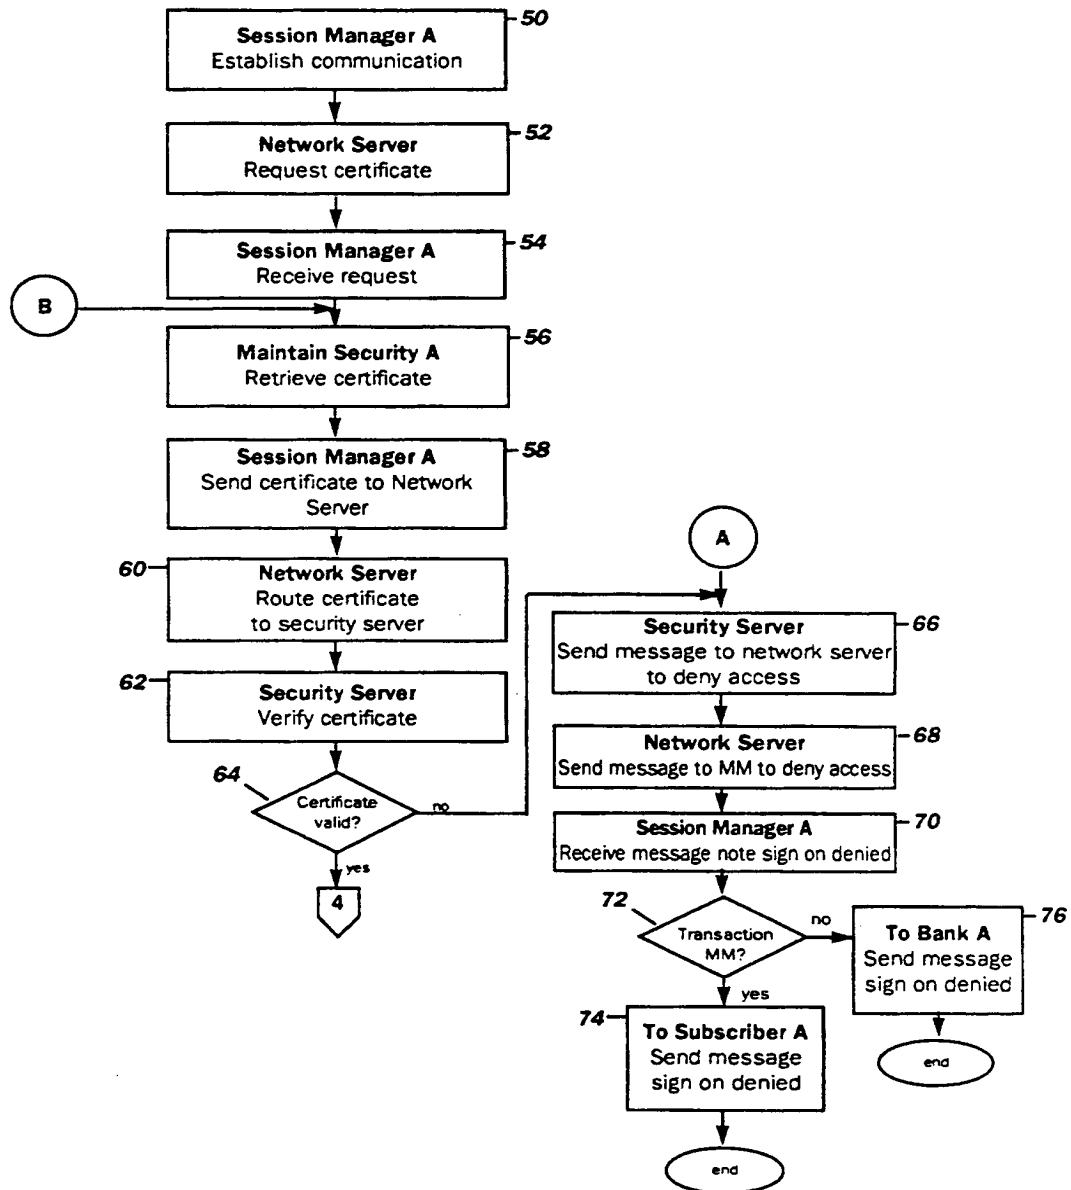 Session Manager A
Establish communication
50
Network Server
Request certificate
52
Session Manager A
Receive request
54
B
Maintain Security A
Retrieve certificate
56
Session Manager A
Send certificate to Network
Server
58
60
Network Server
Route certificate
to security server
62
Security Server
Verify certificate
64
Certificate
valid?
no
yes
4
A
Security Server
Send message to network server
to deny access
66
Network Server
Send message to MM to deny access
68
Session Manager A
Receive message note sign on denied
70
72
Transaction
MM?
no
yes
To Bank A
Send message
sign on denied
76
end
74
To Subscriber A
Send message
sign on denied
end